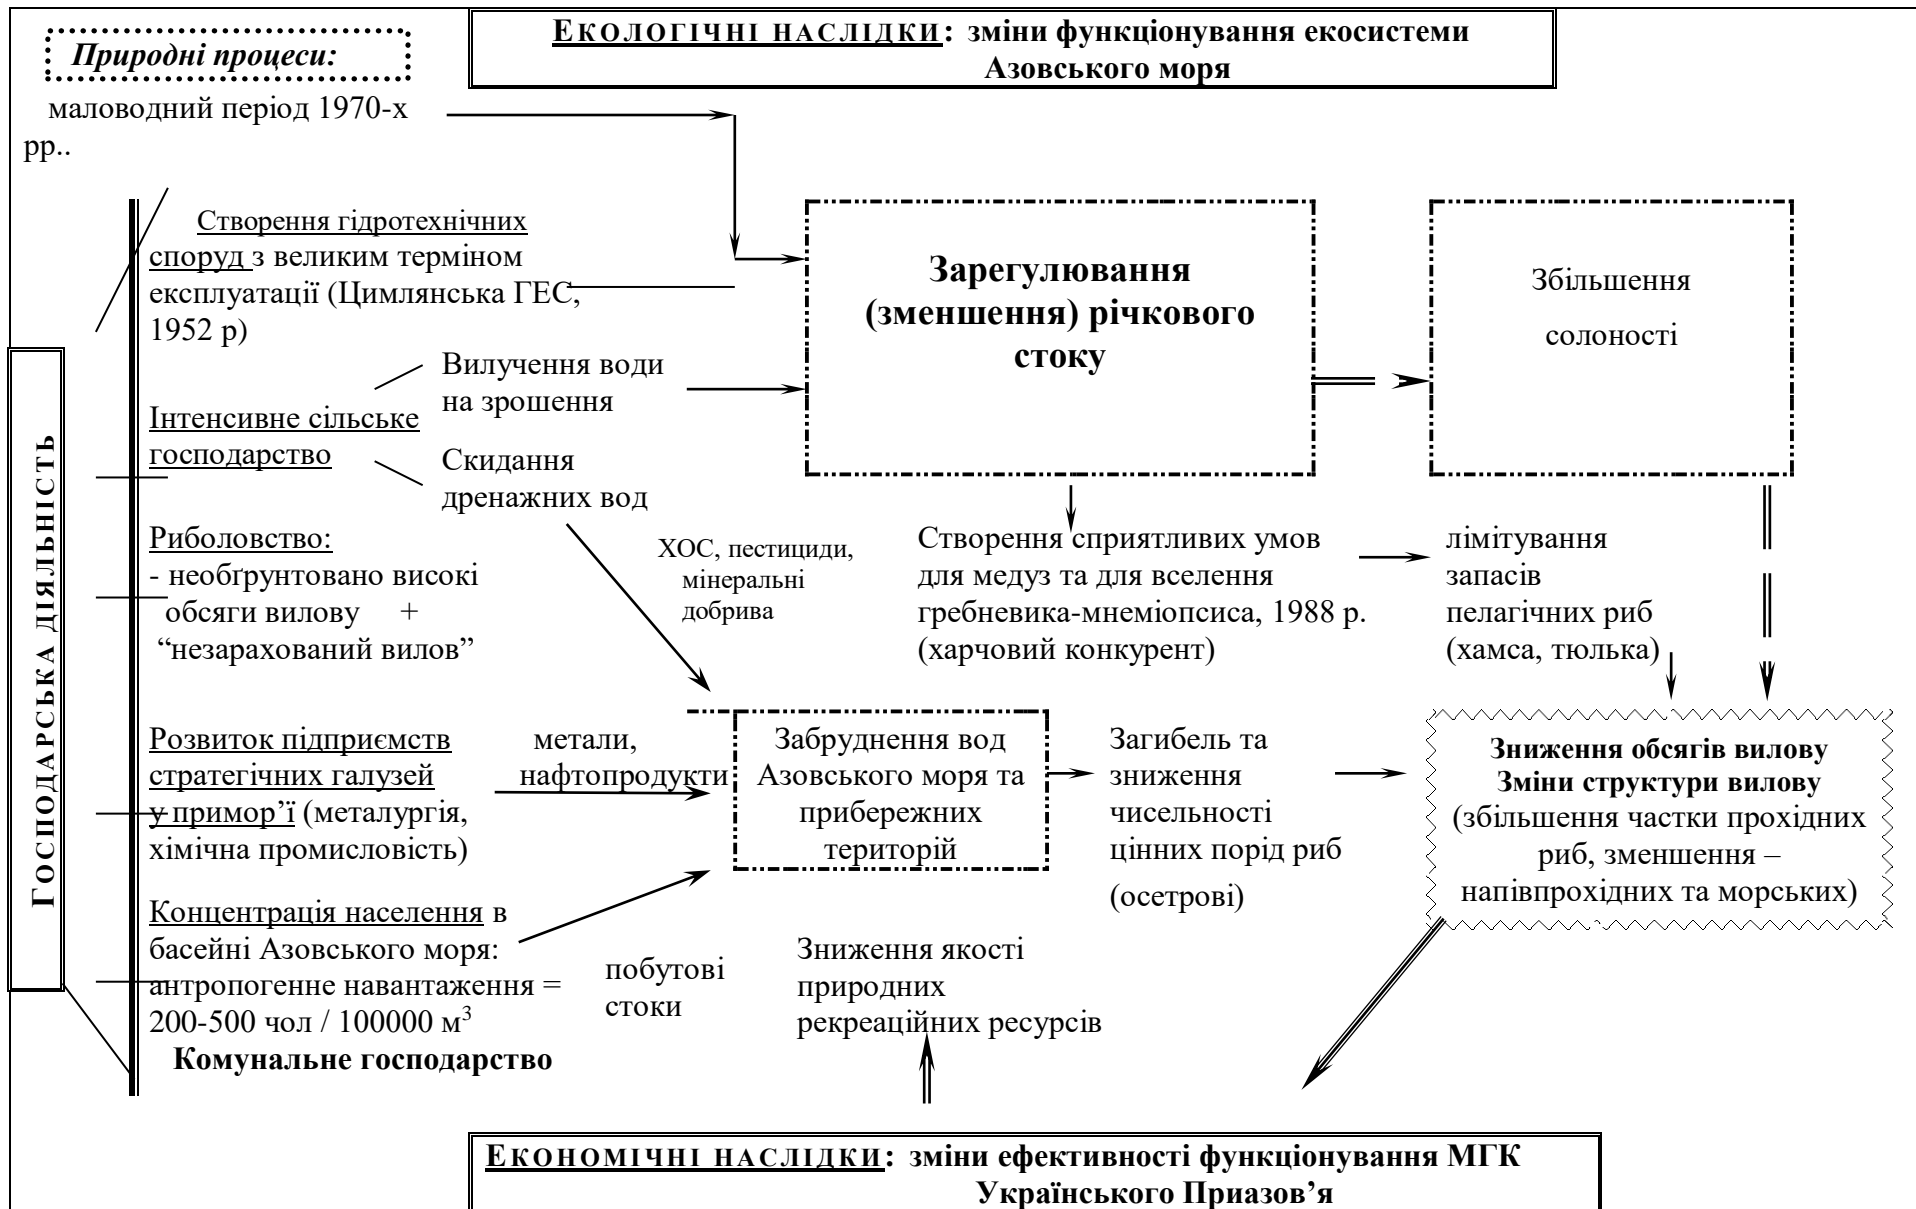 ЕКОЛОГІЧНІ НАСЛІДКИ: зміни функціонування екосистеми
Азовського моря
Природні процеси:
маловодний період 1970-х
рр..
ГОСПОДАРСЬКА ДІЯЛЬНІСТЬ
Створення гідротехнічних
споруд з великим терміном
експлуатації (Цимлянська ГЕС,
1952 р)
Інтенсивне сільське
господарство
Вилучення води
на зрошення
Скидання
дренажних вод
Риболовство:
- необґрунтовано високі
обсяги вилову +
“незарахований вилов”
Розвиток підприємств
стратегічних галузей
у примор’ї (металургія,
хімічна промисловість)
Концентрація населення в
басейні Азовського моря:
антропогенне навантаження =
200-500 чол / 100000 м³
Комунальне господарство
ХОС, пестициди,
мінеральні
добрива
метали,
нафтопродукти
побутові
стоки
Зарегулювання
(зменшення) річкового
стоку
Збільшення
солоності
Створення сприятливих умов
для медуз та для вселення
гребневика-мнеміопсиса, 1988 р.
(харчовий конкурент)
лімітування
запасів
пелагічних риб
(хамса, тюлька)
Забруднення вод
Азовського моря та
прибережних
територій
Загибель та
зниження
чисельності
цінних порід риб
(осетрові)
Зниження обсягів вилову
Зміни структури вилову
(збільшення частки прохідних
риб, зменшення –
напівпрохідних та морських)
Зниження якості
природних
рекреаційних ресурсів
ЕКОНОМІЧНІ НАСЛІДКИ: зміни ефективності функціонування МГК
Українського Приазов’я